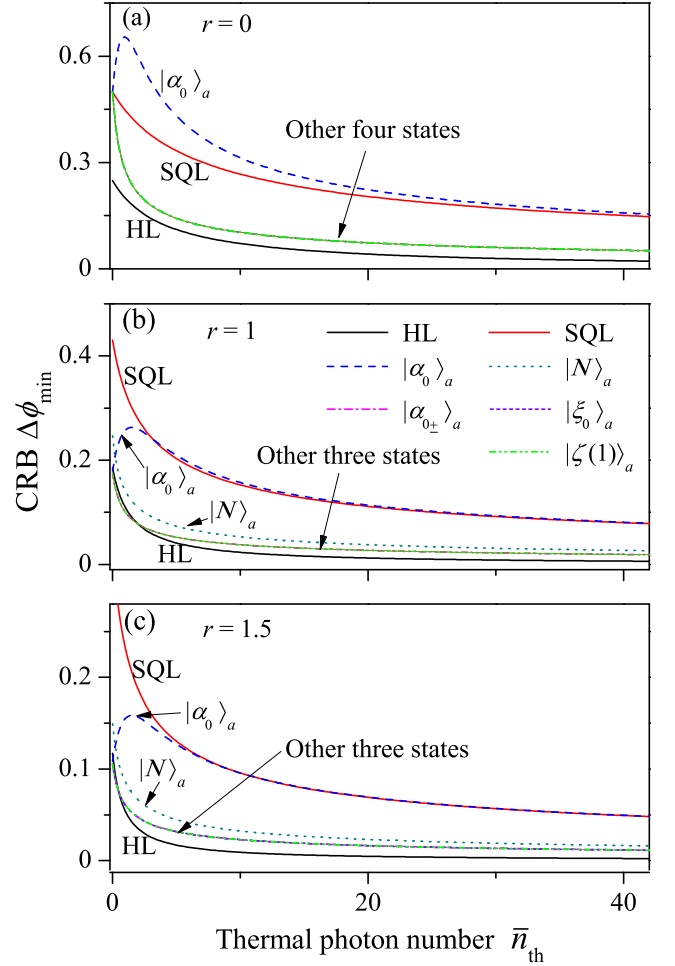 (a)
r = 0
0.6
|α₀⟩ₐ
Other four states
0.3
SQL
HL
0
(b)
r = 1
HL
SQL
0.4
SQL
|α₀⟩ₐ
|N⟩ₐ
|α₀±⟩ₐ
|ξ₀⟩ₐ
Other three states
|ζ(1)⟩ₐ
0.2
|α₀⟩ₐ
|N⟩ₐ
HL
0
CRB Δϕmin
(c)
r = 1.5
0.2
SQL
|α₀⟩ₐ
Other three states
0.1
|N⟩ₐ
HL
0
0 20 40
Thermal photon number n̅th